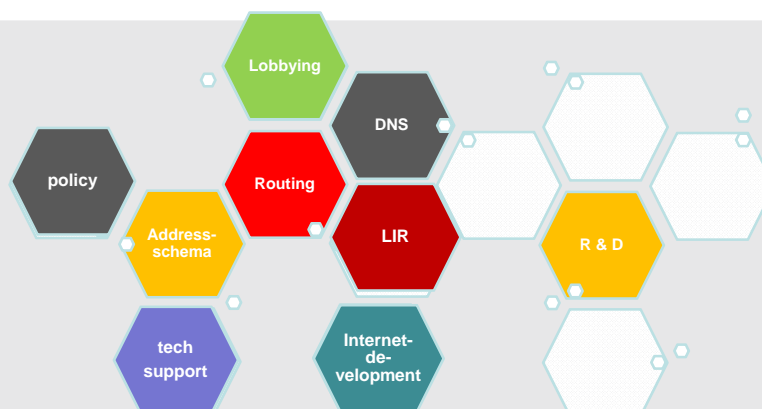 Lobbying
DNS
policy
Routing
Address-
schema
LIR
R & D
tech
support
Internet-
de-
velopment